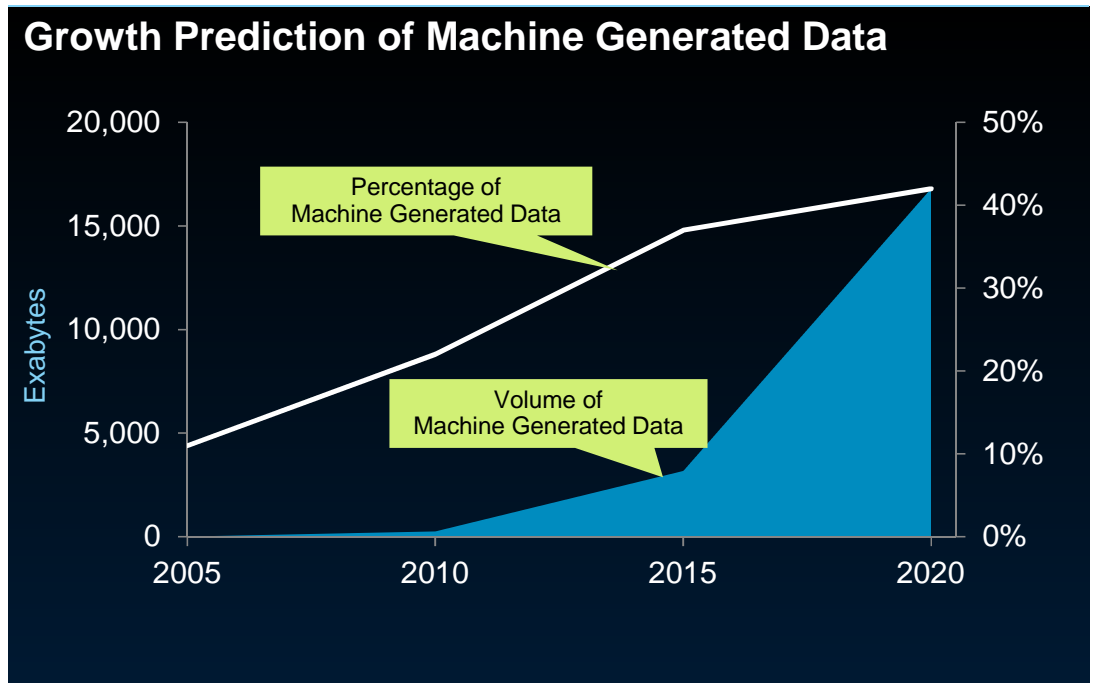 Growth Prediction of Machine Generated Data
20,000
50%
Percentage of
Machine Generated Data
40%
15,000
30%
10,000
Exabytes
20%
Volume of
Machine Generated Data
5,000
10%
0
0%
2005
2010
2015
2020